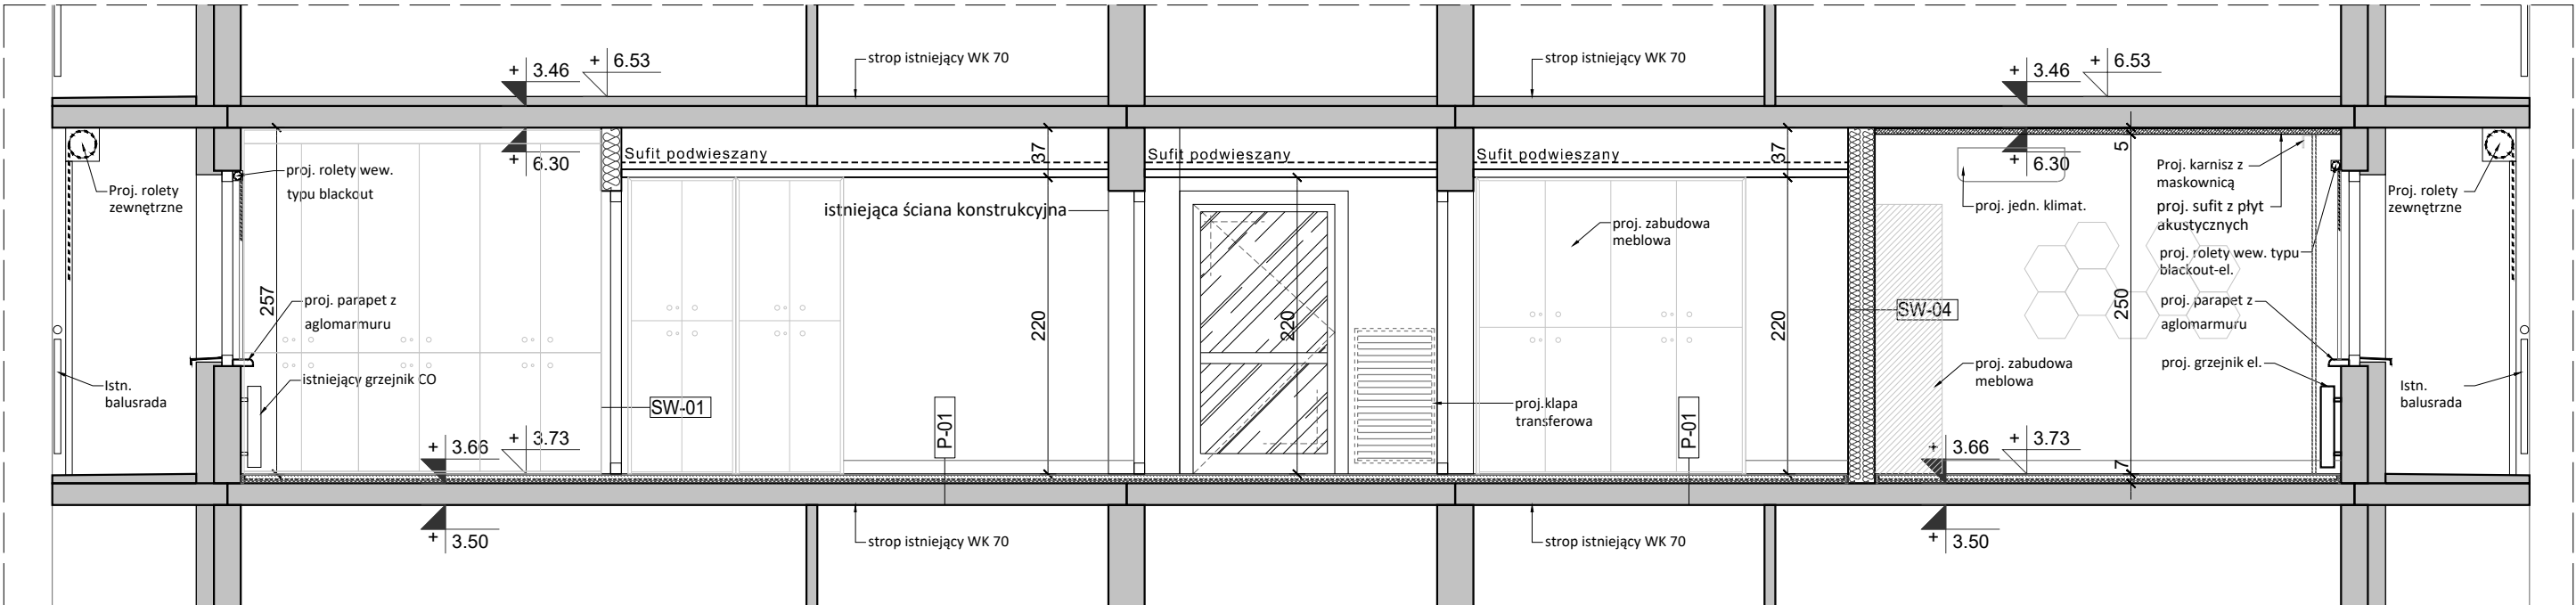 strop istniejący WK 70
strop istniejący WK 70
+ 3.46
+ 6.53
+ 3.46
+ 6.53
+ 6.30
+ 6.30
Sufit podwieszany
Sufit podwieszany
Sufit podwieszany
37
37
5
Proj. rolety
zewnętrzne
proj. rolety wew.
typu blackout
istniejąca ściana konstrukcyjna
proj. zabudowa
meblowa
proj. jedn. klimat.
Proj. karnisz z
maskownicą
proj. sufit z płyt
akustycznych
proj. rolety wew. typu
blackout-el.
Proj. rolety
zewnętrzne
257
220
220
220
250
proj. parapet z
aglomarmuru
SW-04
proj. parapet z
aglomarmuru
Istn.
balusrada
istniejący grzejnik CO
SW-01
P-01
proj.klapa
transferowa
P-01
proj. zabudowa
meblowa
proj. grzejnik el.
Istn.
balusrada
+ 3.66
+ 3.73
+ 3.66
+ 3.73
7
+ 3.50
+ 3.50
strop istniejący WK 70
strop istniejący WK 70